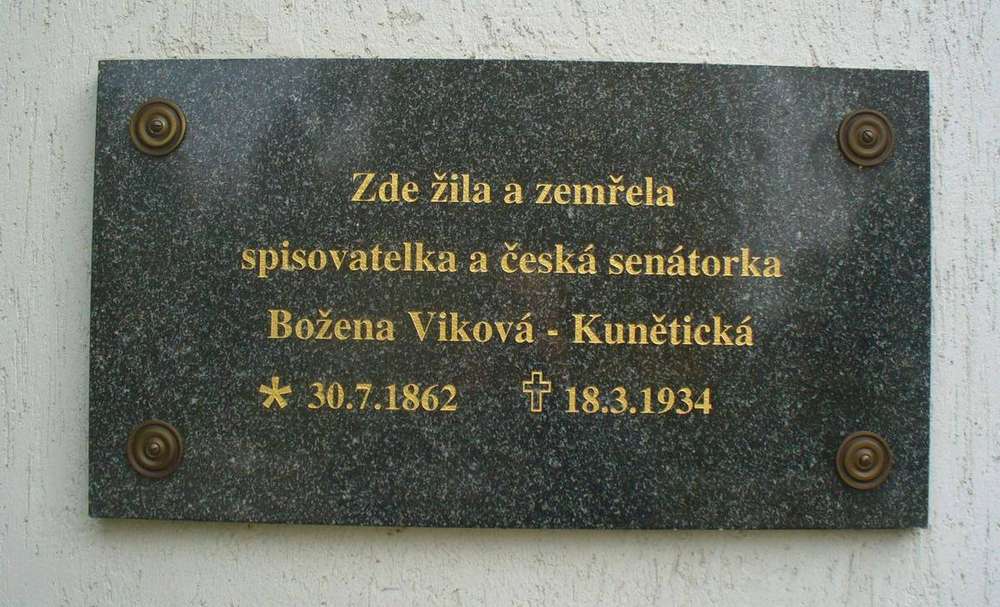 Zde žila a zemřela
spisovatelka a česká senátorka
Božena Viková - Kunětická
* 30.7.1862 ✝ 18.3.1934